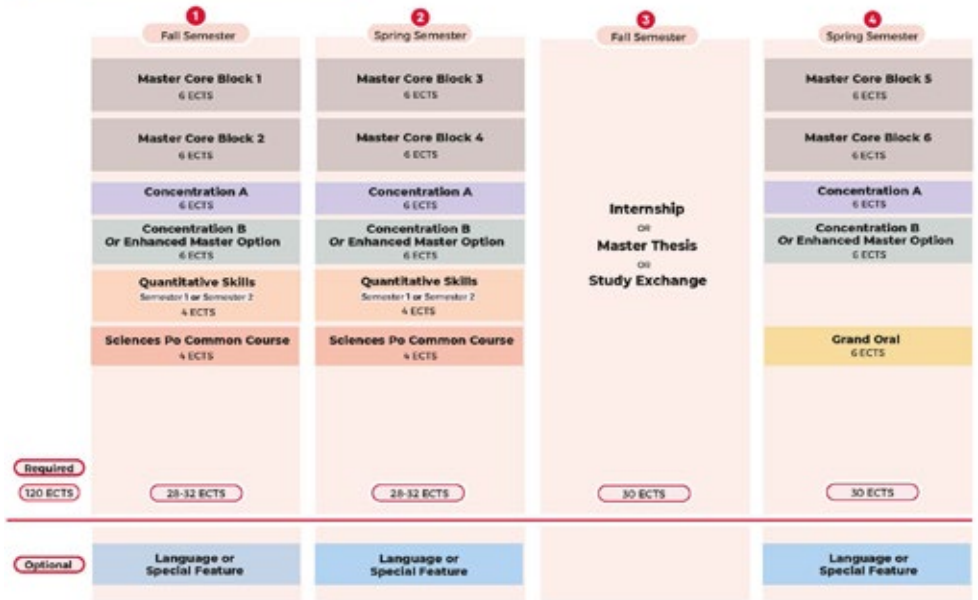 1
Fall Semester
Master Core Block 1
6 ECTS
Master Core Block 2
6 ECTS
Concentration A
6 ECTS
Concentration B
Or Enhanced Master Option
6 ECTS
Quantitative Skills
Semester 1 or Semester 2
4 ECTS
Sciences Po Common Course
4 ECTS
2
Spring Semester
Master Core Block 3
6 ECTS
Master Core Block 4
6 ECTS
Concentration A
6 ECTS
Concentration B
Or Enhanced Master Option
6 ECTS
Quantitative Skills
Semester 1 or Semester 2
4 ECTS
Sciences Po Common Course
4 ECTS
3
Fall Semester
Internship
OR
Master Thesis
OR
Study Exchange
4
Spring Semester
Master Core Block 5
6 ECTS
Master Core Block 6
6 ECTS
Concentration A
6 ECTS
Concentration B
Or Enhanced Master Option
6 ECTS
Grand Oral
6 ECTS
Required
120 ECTS
28-32 ECTS
28-32 ECTS
30 ECTS
30 ECTS
Optional
Language or
Special Feature
Language or
Special Feature
Language or
Special Feature